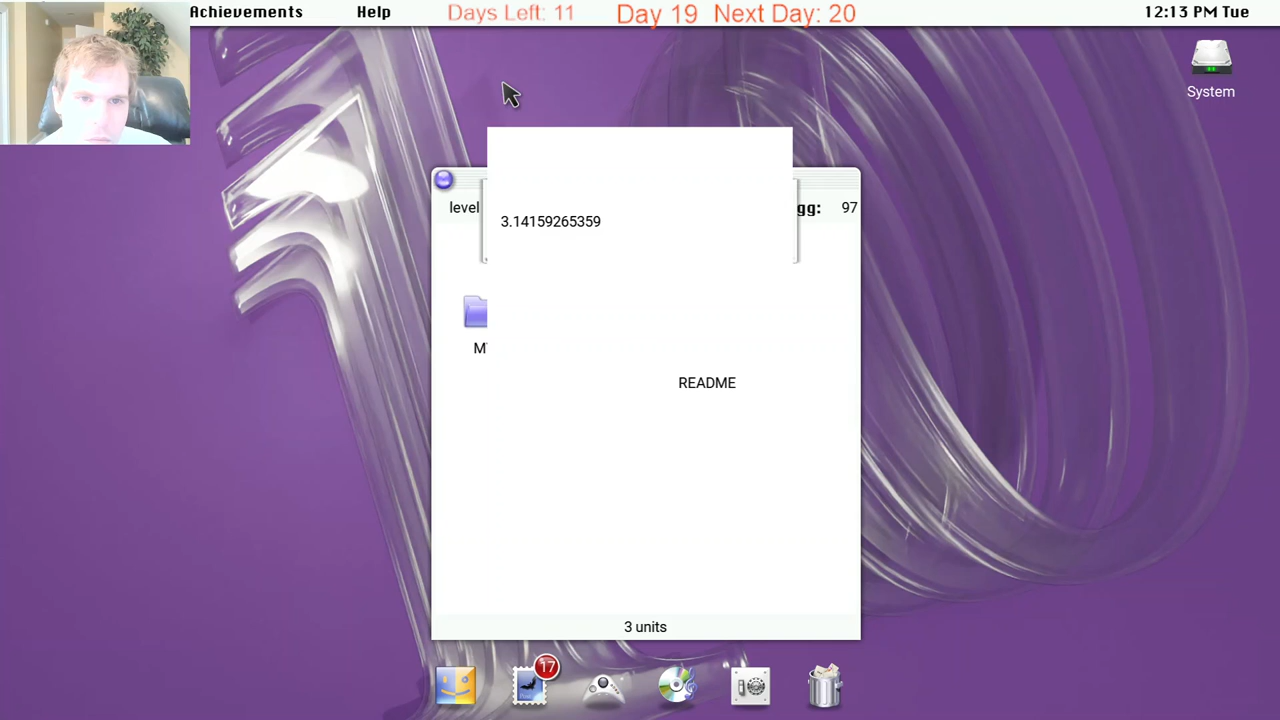 Achievements Help Days Left: 11 Day 19 Next Day: 20 12:13 PM Tue
System
level gg: 97
3.14159265359
M
README
3 units
17